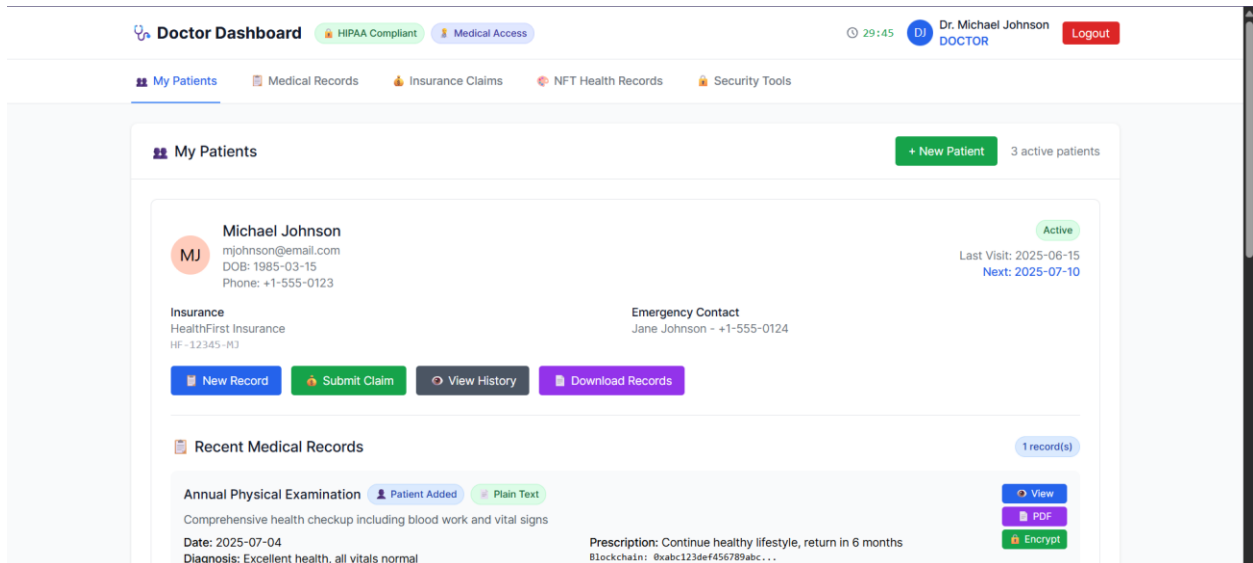 Doctor Dashboard HIPAA Compliant Medical Access 29:45 DJ Dr. Michael Johnson DOCTOR Logout
My Patients Medical Records Insurance Claims NFT Health Records Security Tools
My Patients + New Patient 3 active patients
MJ
Michael Johnson
mjohnson@email.com
DOB: 1985-03-15
Phone: +1-555-0123
Active
Last Visit: 2025-06-15
Next: 2025-07-10
Insurance
HealthFirst Insurance
HF-12345-MJ
Emergency Contact
Jane Johnson - +1-555-0124
New Record Submit Claim View History Download Records
Recent Medical Records 1 record(s)
Annual Physical Examination Patient Added Plain Text
Comprehensive health checkup including blood work and vital signs
Date: 2025-07-04
Diagnosis: Excellent health, all vitals normal
Prescription: Continue healthy lifestyle, return in 6 months
Blockchain: 0xabc123def456789abc...
View
PDF
Encrypt